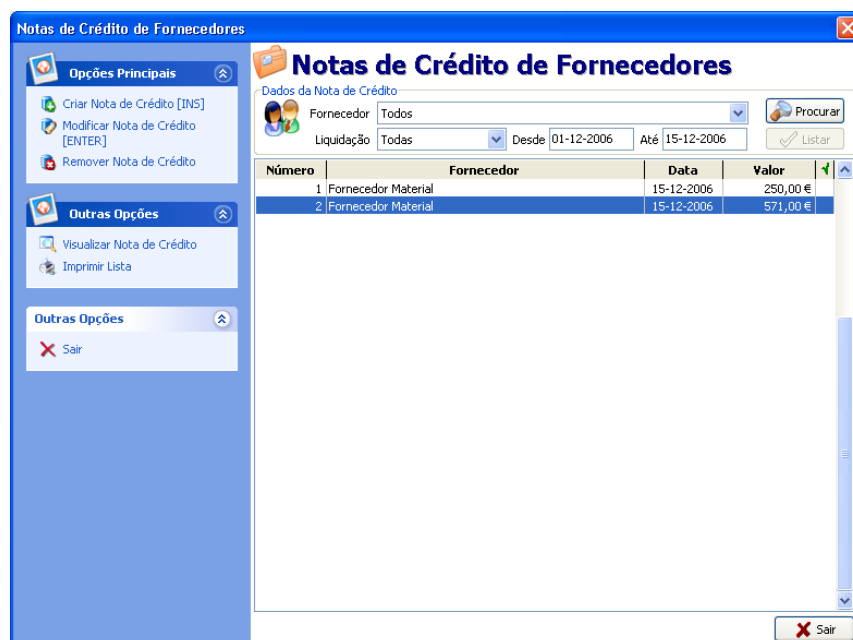 Notas de Crédito de Fornecedores
Opções Principais
Criar Nota de Crédito [INS]
Modificar Nota de Crédito
[ENTER]
Remover Nota de Crédito
Outras Opções
Visualizar Nota de Crédito
Imprimir Lista
Outras Opções
Sair
Notas de Crédito de Fornecedores
Dados da Nota de Crédito
Fornecedor Todos Procurar
Liquidação Todas Desde 01-12-2006 Até 15-12-2006 Listar
Número Fornecedor Data Valor
1 Fornecedor Material 15-12-2006 250,00 €
2 Fornecedor Material 15-12-2006 571,00 €
Sair